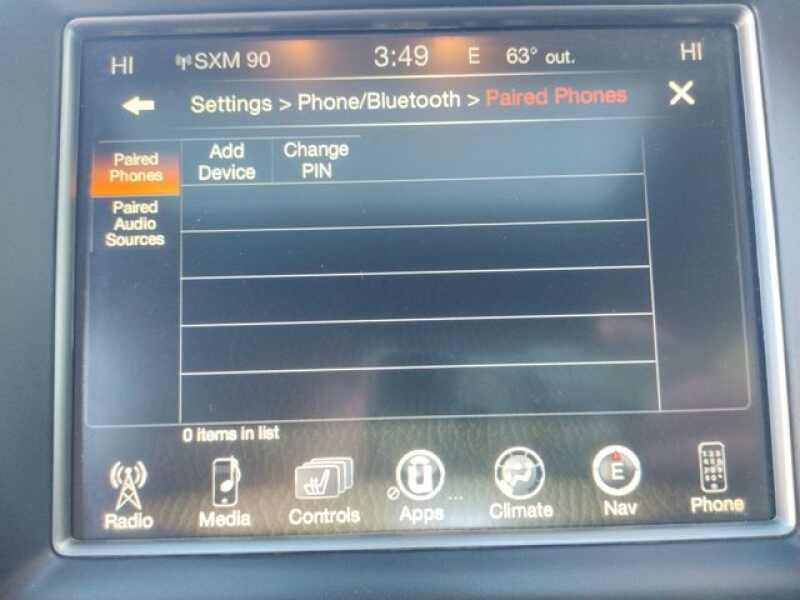 HI SXM 90 3:49 E 63° out. HI
Settings > Phone/Bluetooth > Paired Phones
Paired
Phones
Add
Device
Change
PIN
Paired
Audio
Sources
0 items in list
Radio Media Controls Apps ... Climate E Nav Phone